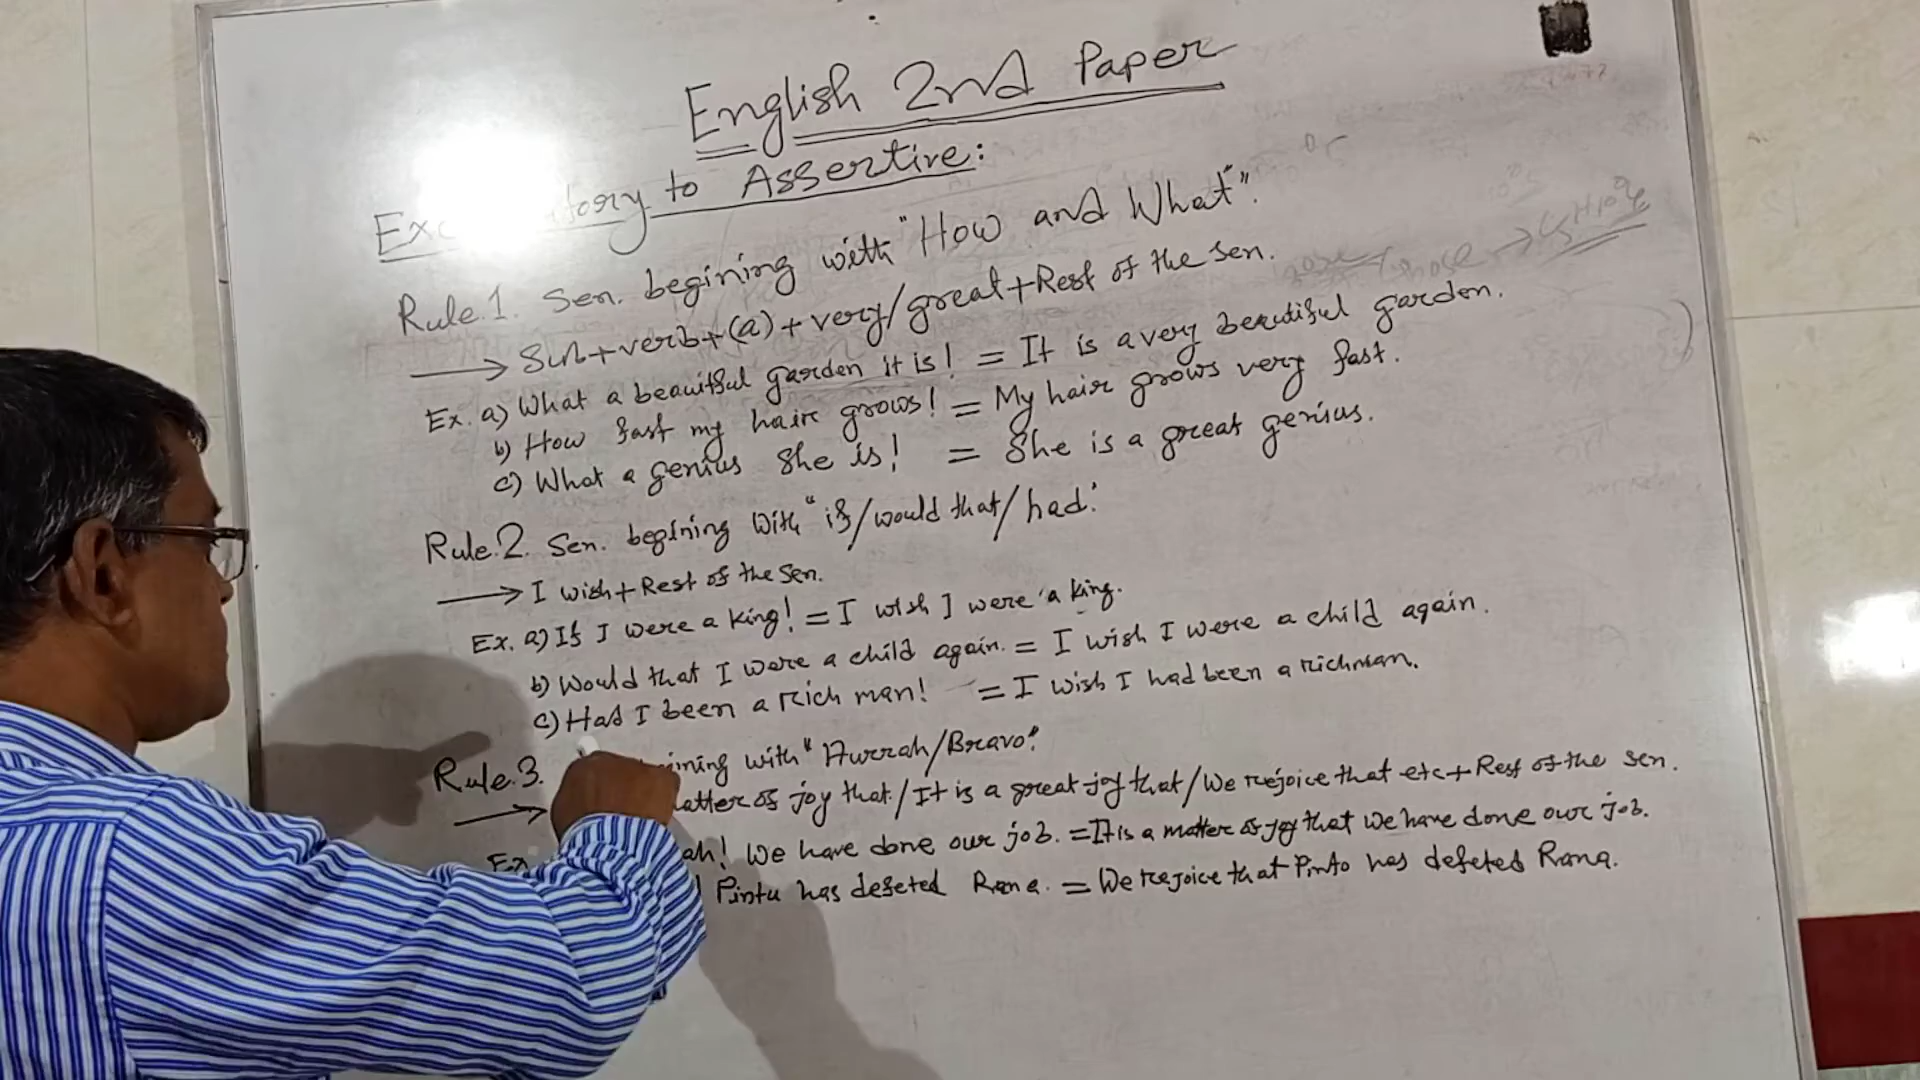 English 2nd Paper
to Assertive:
Rule.1. Sen. begining with "How and What".
→ Sub+verb+(a)+very/great+Rest of the sen.
Ex. a) What a beautiful garden it is! = It is a very beautiful garden.
b) How fast my hair grows! = My hair grows very fast.
c) What a genius She is! = She is a great genius.
Rule.2. Sen. begining With "if/would that/had."
→ I wish+Rest of the Sen.
Ex. a) If I were a king! = I wish I were a king.
b) Would that I were a child again. = I wish I were a child again.
c) Had I been a rich man! = I wish I had been a richman.
Rule.3. with "Hurrah/Bravo".
→ of joy that/It is a great joy that/We rejoice that etc+Rest of the sen.
Ex. We have done our job. = It is a matter of joy that we have done our job.
Pintu has defeted Rana. = We rejoice that Pinto has defeted Rana.